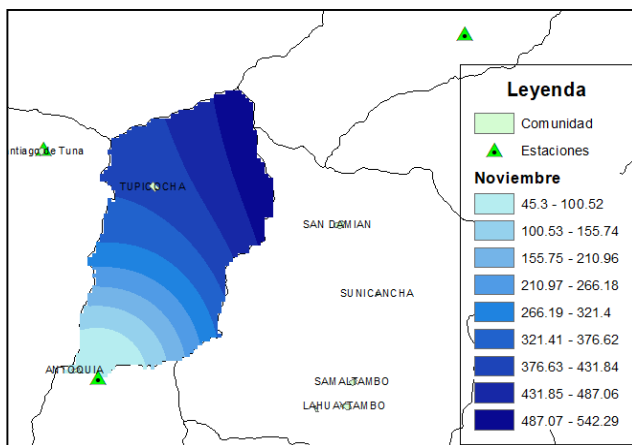 Leyenda
Comunidad
Estaciones
Noviembre
45.3 - 100.52
100.53 - 155.74
155.75 - 210.96
210.97 - 266.18
266.19 - 321.4
321.41 - 376.62
376.63 - 431.84
431.85 - 487.06
487.07 - 542.29
ntiago de Tuna
TUPICOCHA
SAN DAMIAN
SUNICANCHA
ANTIOQUIA
SAMALTAMBO
LAHUAYTAMBO